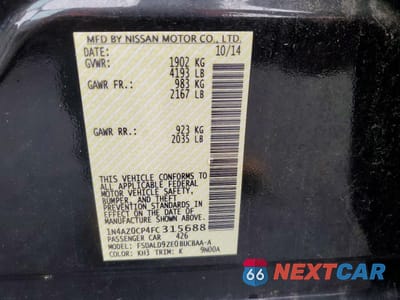 MFD BY NISSAN MOTOR CO., LTD.
DATE: 10/14
GVWR: 1902 KG
4193 LB
GAWR FR: 983 KG
2167 LB
GAWR RR: 923 KG
2035 LB
THIS VEHICLE CONFORMS TO ALL
APPLICABLE FEDERAL MOTOR
VEHICLE SAFETY,
BUMPER, AND THEFT
PREVENTION STANDARDS
IN EFFECT ON THE DATE OF
MANUFACTURE SHOWN ABOVE.
1N4AZ0CP4FC315688
PASSENGER CAR 426
MODEL: FSDALD9ZE0BUCBAA-A
COLOR: KH3 TRIM: K 9M00A
66 NEXTCAR